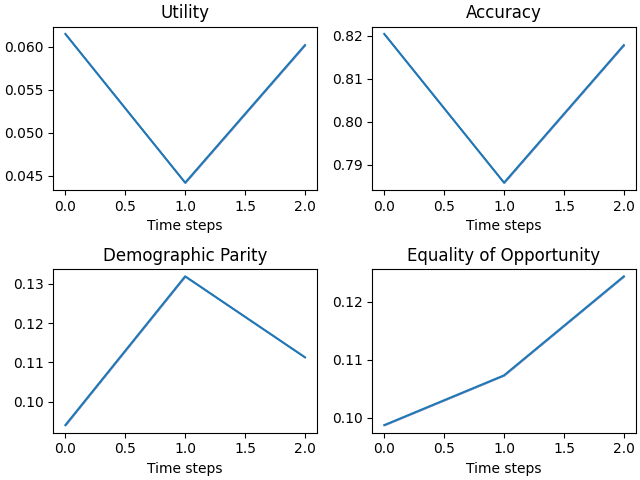 Utility
0.060
0.055
0.050
0.045
0.0 0.5 1.0 1.5 2.0
Time steps
Accuracy
0.82
0.81
0.80
0.79
0.0 0.5 1.0 1.5 2.0
Time steps
Demographic Parity
0.13
0.12
0.11
0.10
0.0 0.5 1.0 1.5 2.0
Time steps
Equality of Opportunity
0.12
0.11
0.10
0.0 0.5 1.0 1.5 2.0
Time steps